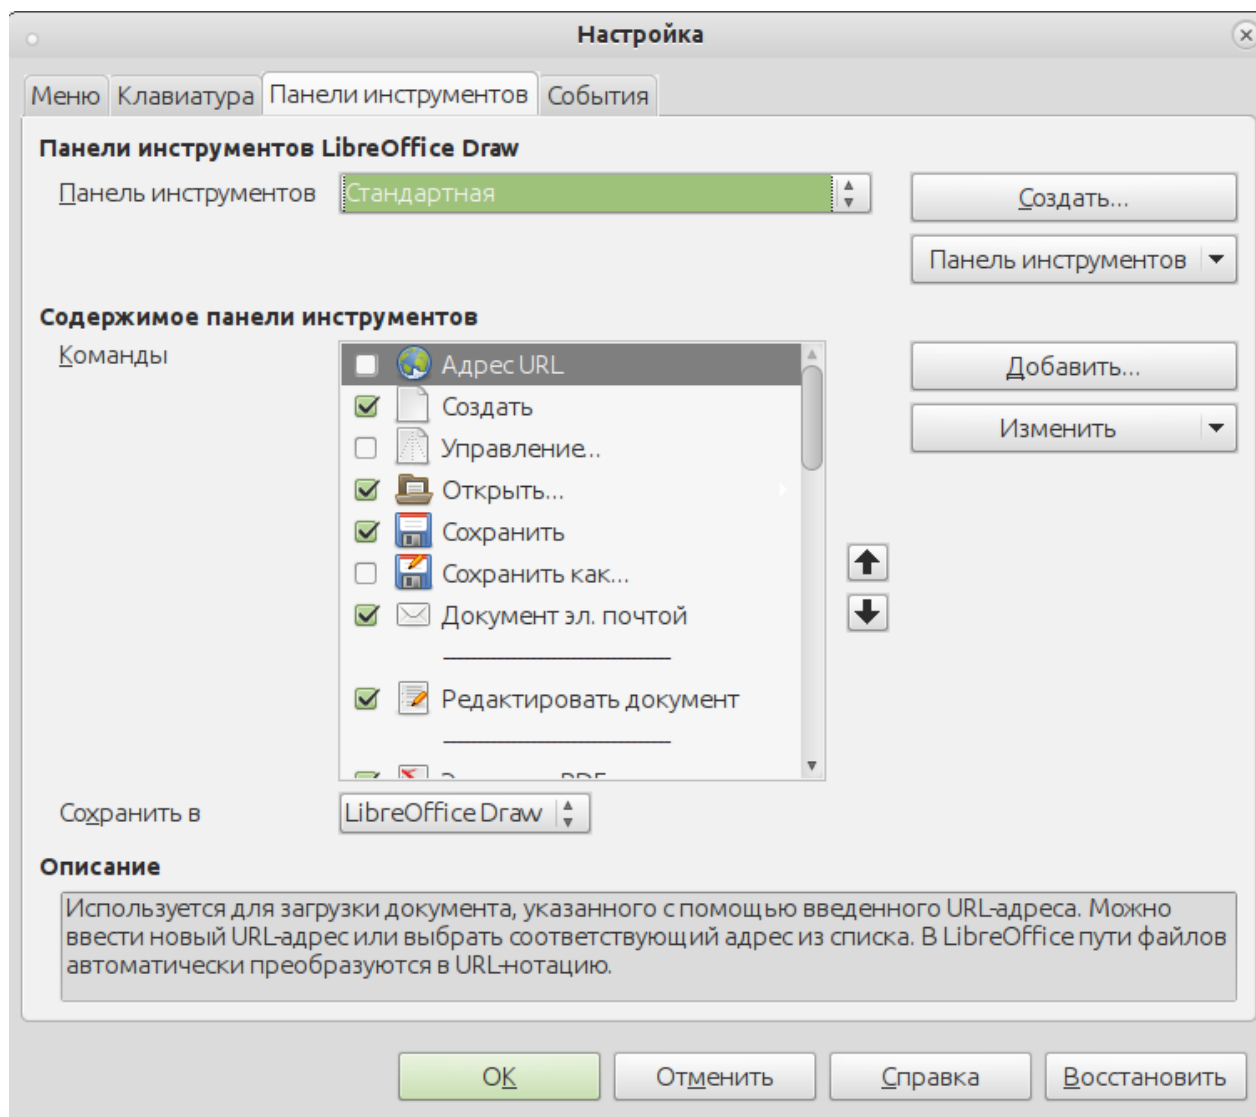 Настройка
Меню Клавиатура Панели инструментов События
Панели инструментов LibreOffice Draw
Панель инструментов Стандартная Создать...
Панель инструментов
Содержимое панели инструментов
Команды
Адрес URL
Добавить...
Создать
Изменить
Управление...
Открыть...
Сохранить
Сохранить как...
Документ эл. почтой
Редактировать документ
Сохранить в LibreOffice Draw
Описание
Используется для загрузки документа, указанного с помощью введенного URL-адреса. Можно
ввести новый URL-адрес или выбрать соответствующий адрес из списка. В LibreOffice пути файлов
автоматически преобразуются в URL-нотацию.
OK Отменить Справка Восстановить